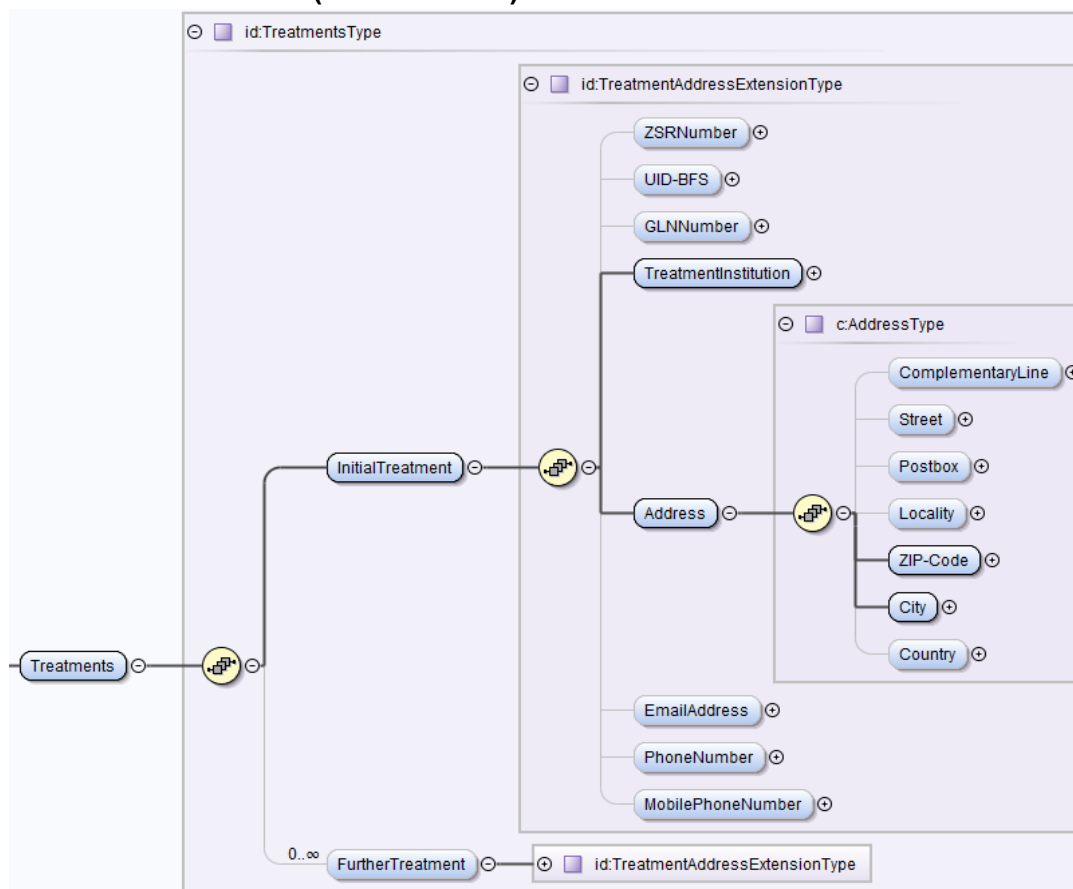 id:TreatmentsType
id:TreatmentAddressExtensionType
ZSRNumber
UID-BFS
GLNNumber
TreatmentInstitution
c:AddressType
ComplementaryLine
Street
Postbox
InitialTreatment
Address
Locality
ZIP-Code
City
Treatments
Country
EmailAddress
PhoneNumber
MobilePhoneNumber
0..∞
FurtherTreatment
id:TreatmentAddressExtensionType